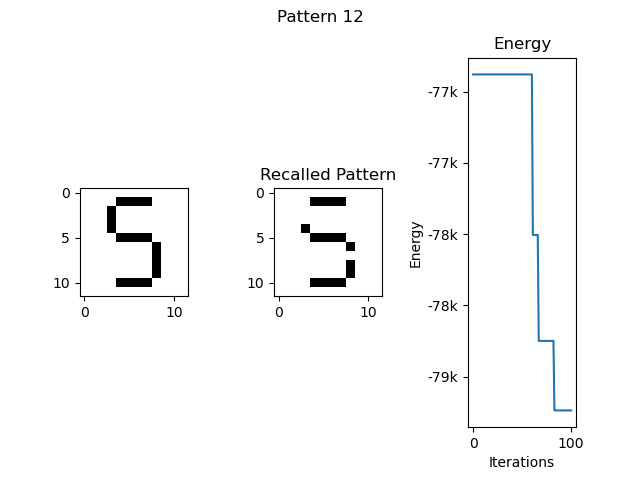 Pattern 12
Energy
-77k
-77k
-78k
-78k
-79k
Energy
0 100
Iterations
0
5
10
0 10
Recalled Pattern
0
5
10
0 10